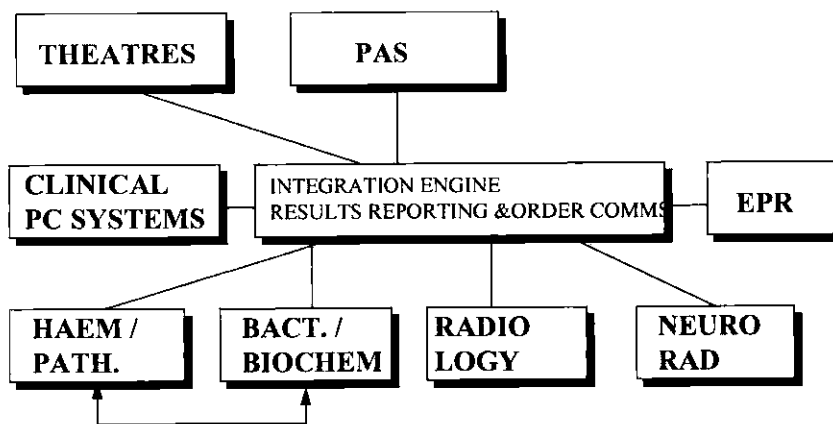 THEATRES
PAS
CLINICAL
PC SYSTEMS
INTEGRATION ENGINE
RESULTS REPORTING &ORDER COMMS
EPR
HAEM /
PATH.
BACT. /
BIOCHEM
RADIO
LOGY
NEURO
RAD